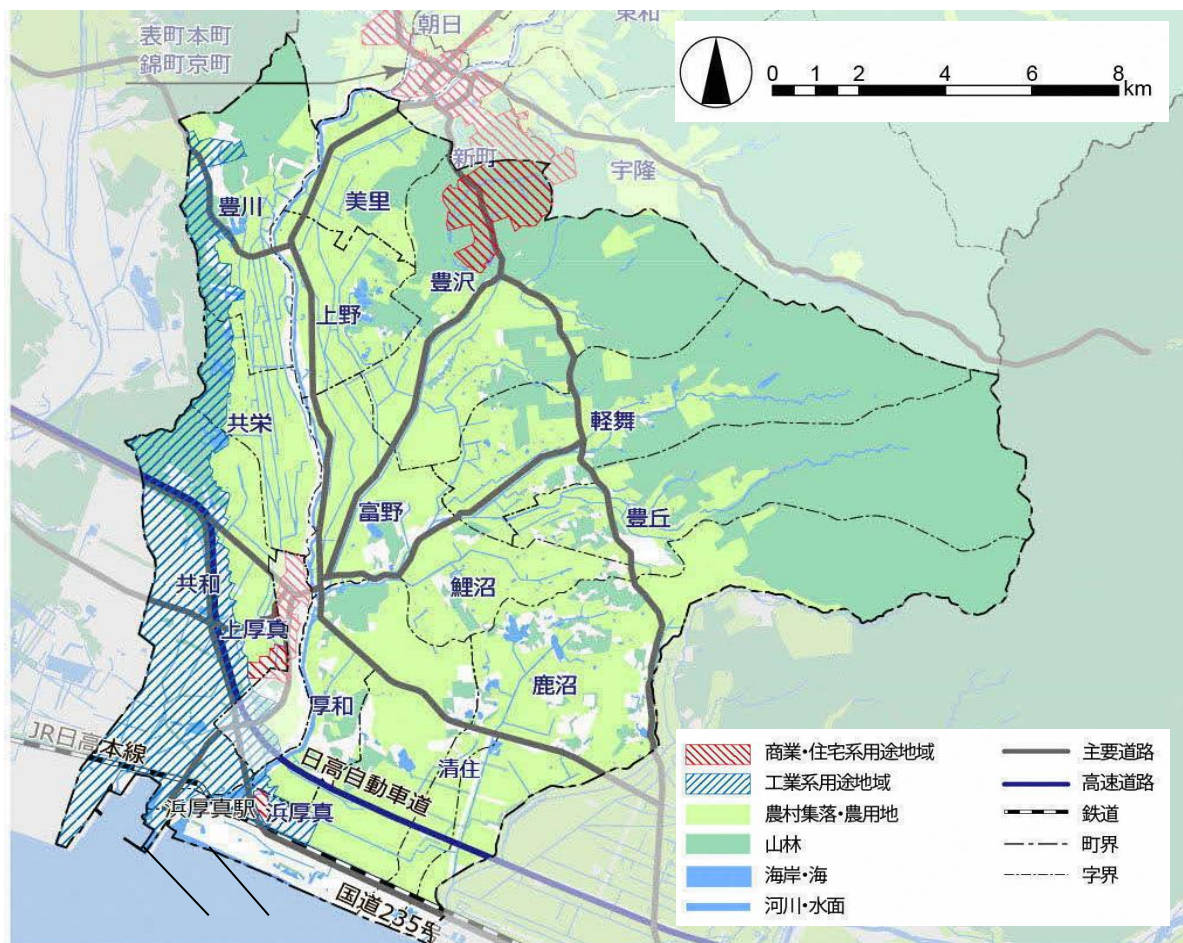 朝日
東和
表町本町
錦町京町
0 1 2 4 6 8 km
新町
宇隆
豊川
美里
豊沢
上野
共栄
軽舞
富野
豊丘
共和
鯉沼
上厚真
鹿沼
厚和
JR日高本線
日高自動車道
清住
浜厚真駅
浜厚真
国道235号
商業・住宅系用途地域
工業系用途地域
農村集落・農用地
山林
海岸・海
河川・水面
主要道路
高速道路
鉄道
町界
字界